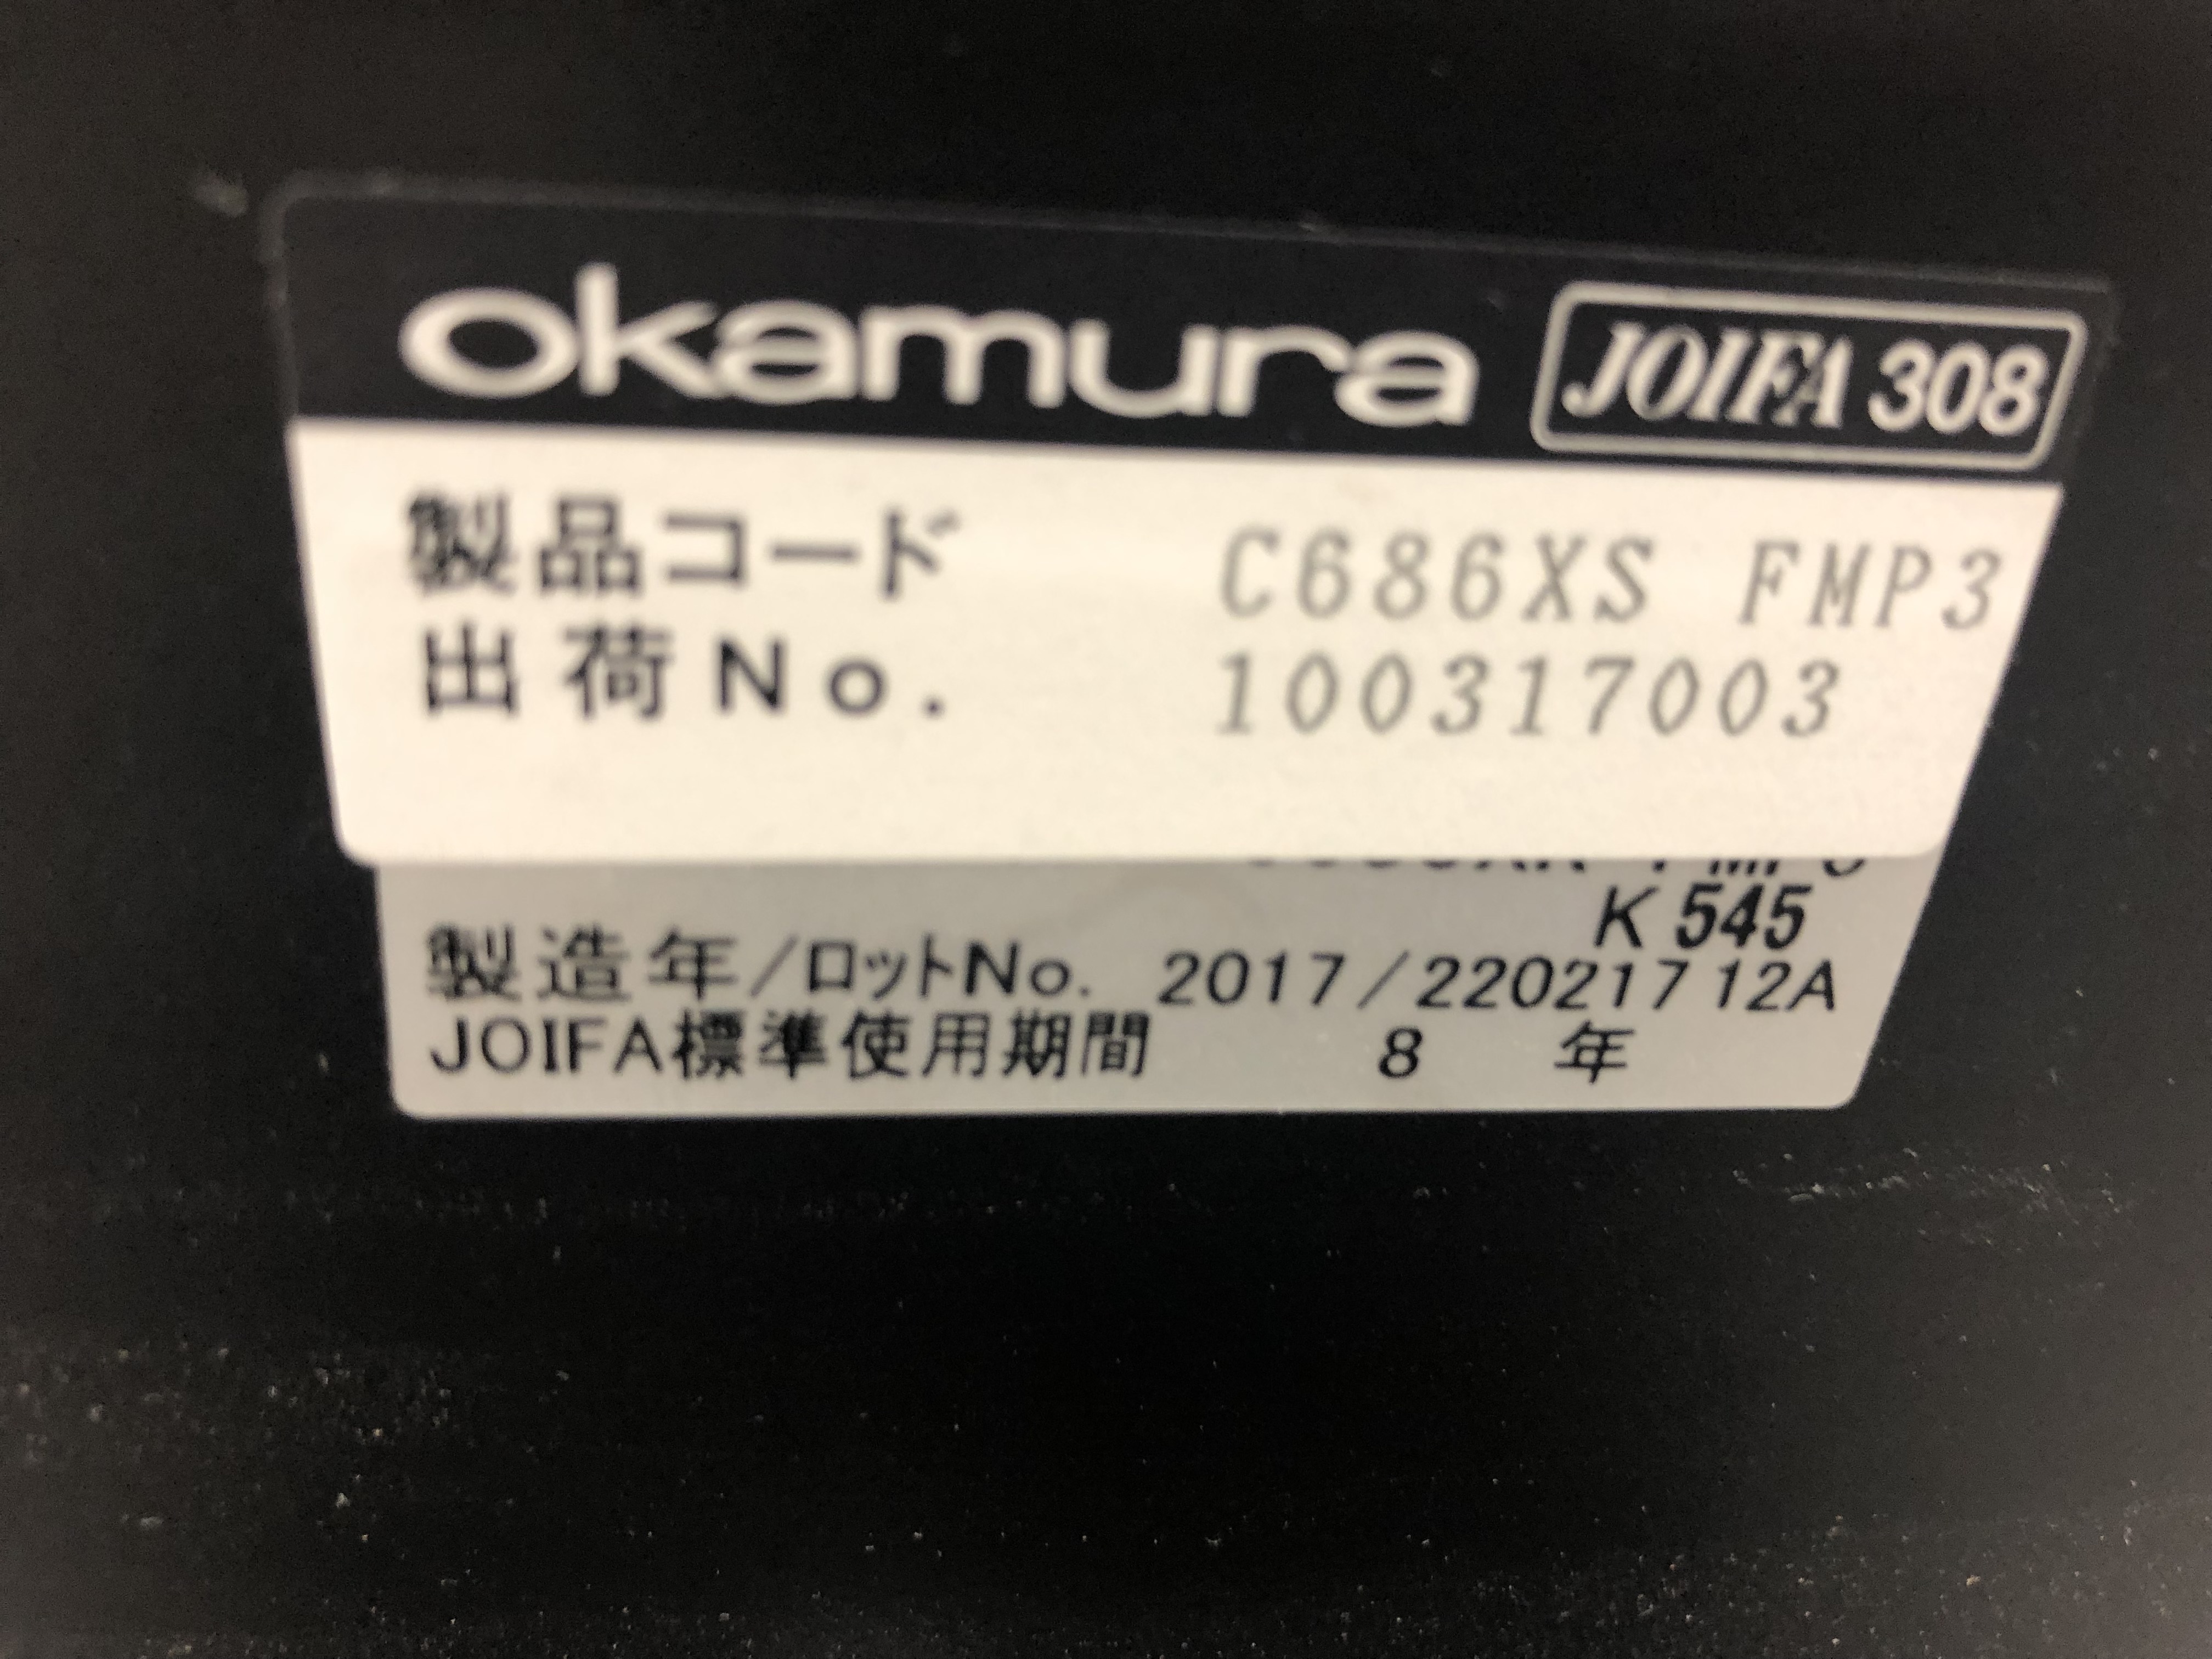 okamura JOIFA 308
製品コード C686XS FMP3
出荷No. 100317003
K 545
製造年/ロットNo. 2017/22021712A
JOIFA標準使用期間 8 年